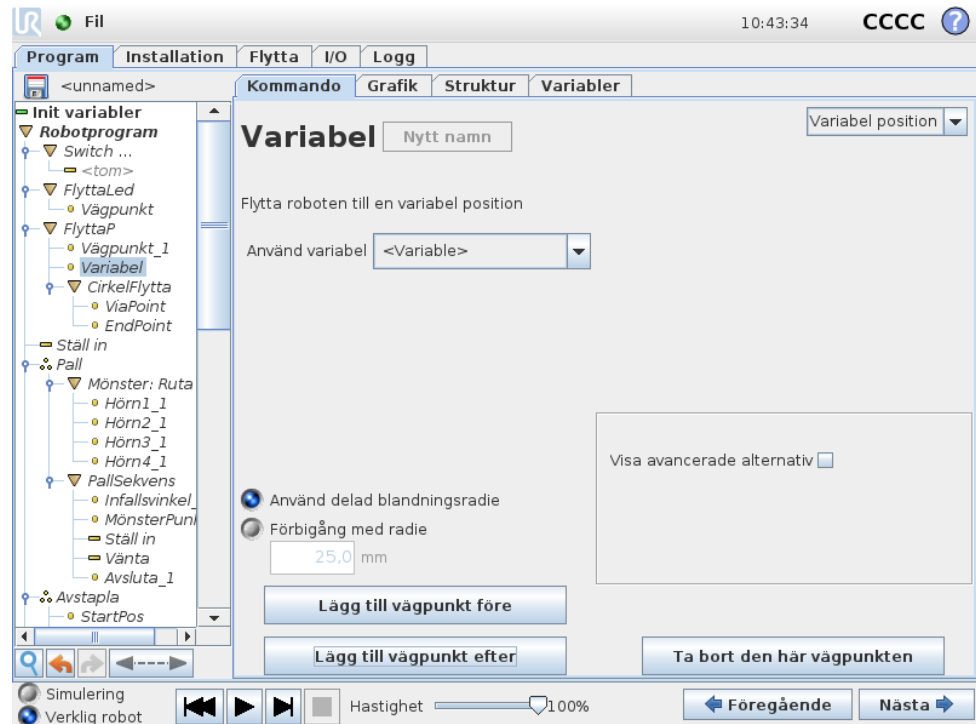 UR Fil 10:43:34 CCCC ?
Program Installation Flytta I/O Logg
<unnamed>
Kommando Grafik Struktur Variabler
Init variabler
Robotprogram
Switch ...
<tom>
FlyttaLed
Vägpunkt
FlyttaP
Vägpunkt_1
Variabel
CirkelFlytta
ViaPoint
EndPoint
Ställ in
Pall
Mönster: Ruta
Hörn1_1
Hörn2_1
Hörn3_1
Hörn4_1
PallSekvens
Infallsvinkel_
MönsterPun
Ställ in
Vänta
Avsluta_1
Avstapla
StartPos
Variabel Nytt namn
Variabel position
Flytta roboten till en variabel position
Använd variabel <Variable>
Visa avancerade alternativ
Använd delad blandningsradie
Förbigång med radie
25,0 mm
Lägg till vägpunkt före
Lägg till vägpunkt efter
Ta bort den här vägpunkten
Simulering
Verklig robot
Hastighet 100%
Föregående
Nästa